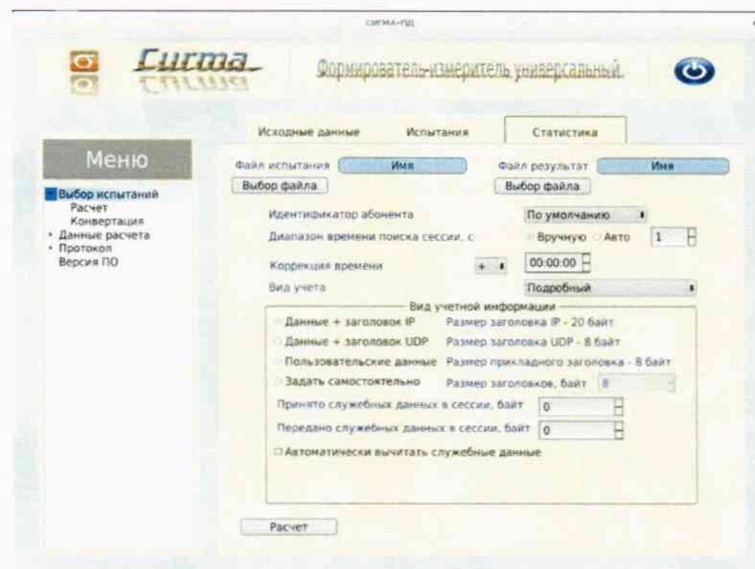 СИГМА-ПД
Сигма
Формирователь-измеритель универсальный.
Исходные данные Испытания Статистика
Меню
Выбор испытаний
Расчет
Конвертация
Данные расчета
Протокол
Версия ПО
Файл испытания Имя Файл результат Имя
Выбор файла Выбор файла
Идентификатор абонента По умолчанию
Диапазон времени поиска сессии, с Вручную Авто 1
Коррекция времени + 00:00:00
Вид учета Подробный
Вид учетной информации
Данные + заголовок IP Размер заголовка IP - 20 байт
Данные + заголовок UDP Размер заголовка UDP - 8 байт
Пользовательские данные Размер прикладного заголовка - 8 байт
Задать самостоятельно Размер заголовков, байт 8
Принято служебных данных в сессии, байт 0
Передано служебных данных в сессии, байт 0
Автоматически вычитать служебные данные
Расчет